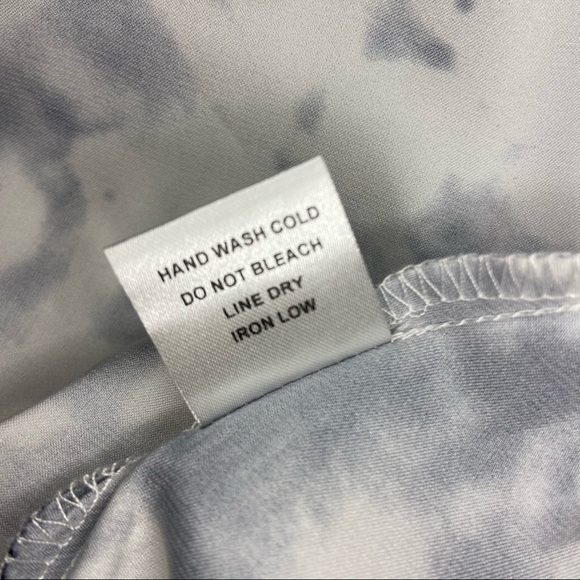 HAND WASH COLD
DO NOT BLEACH
LINE DRY
IRON LOW